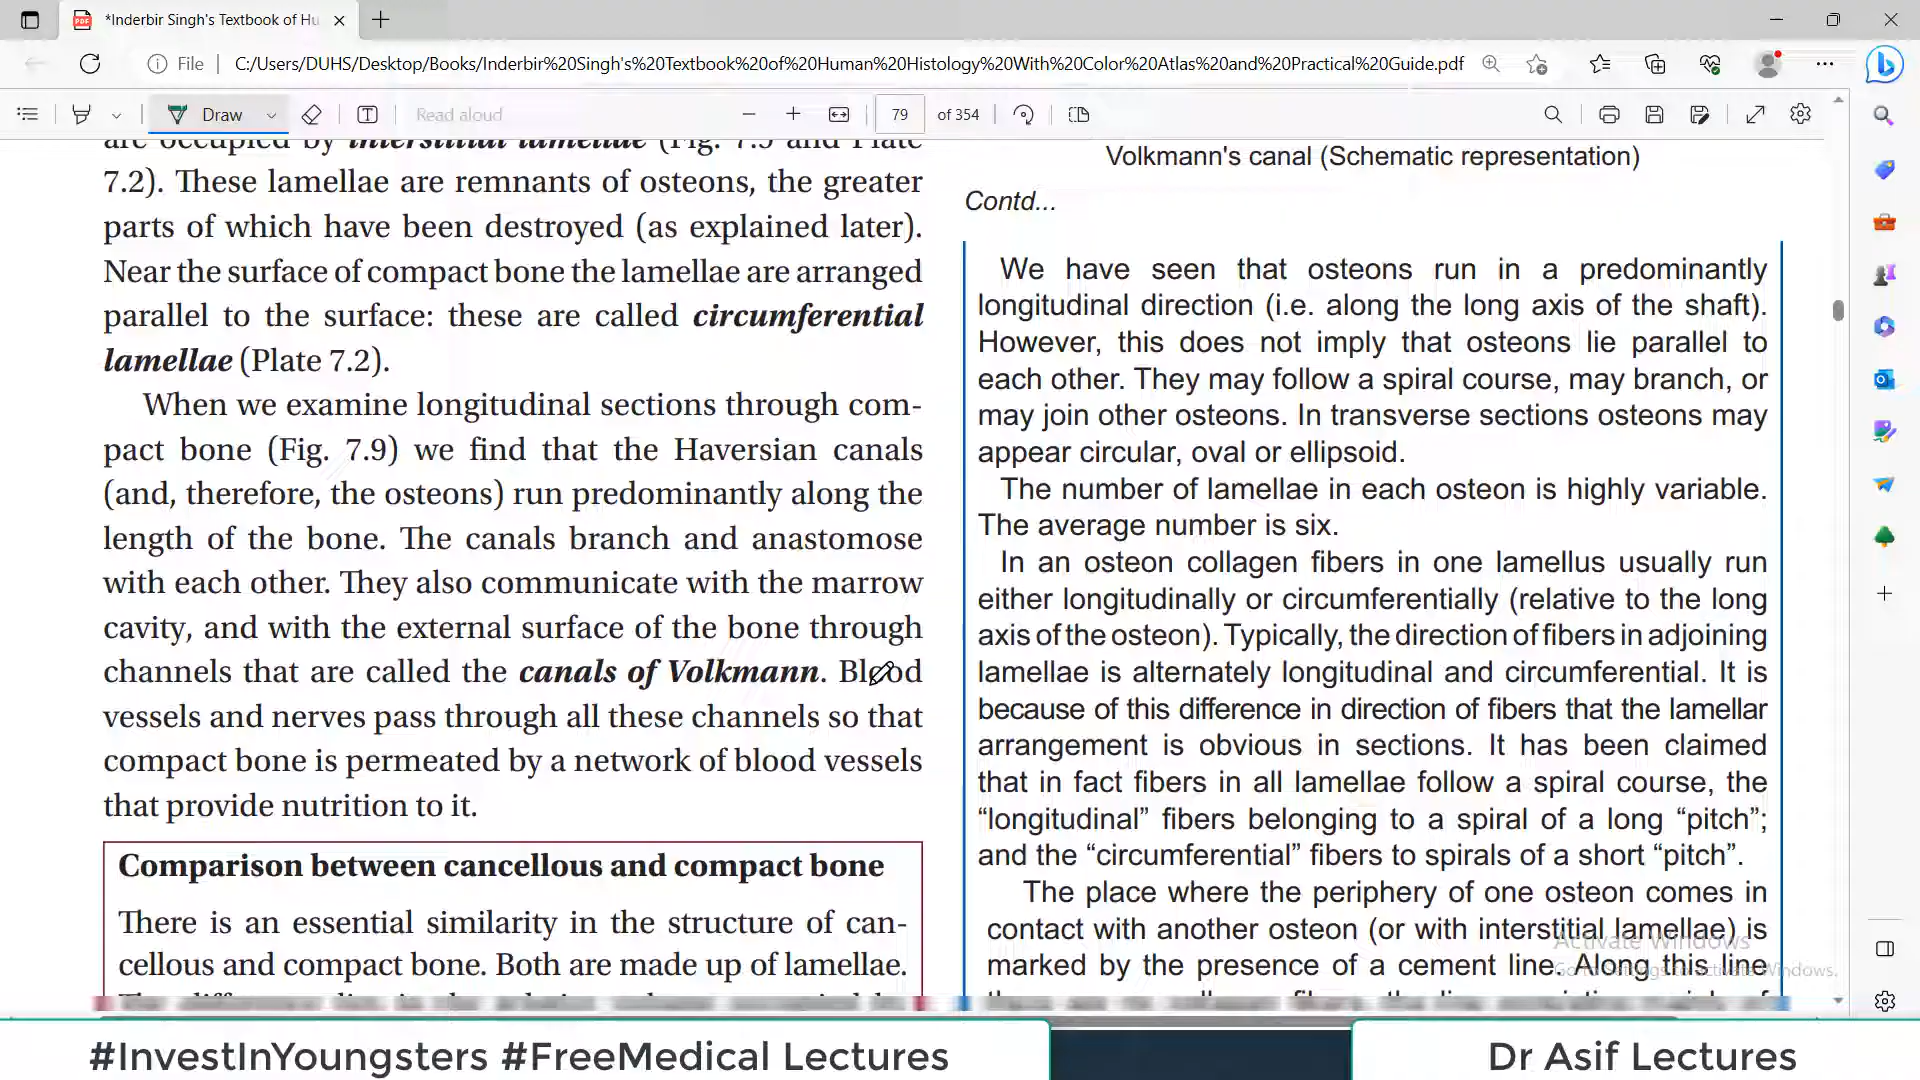 *Inderbir Singh's Textbook of Hu
File
C:/Users/DUHS/Desktop/Books/Inderbir%20Singh's%20Textbook%20of%20Human%20Histology%20With%20Color%20Atlas%20and%20Practical%20Guide.pdf
Draw
Read aloud
79 of 354
are occupied by interstitial lamellae (Fig. 7.5 and Plate
7.2). These lamellae are remnants of osteons, the greater
parts of which have been destroyed (as explained later).
Near the surface of compact bone the lamellae are arranged
parallel to the surface: these are called circumferential
lamellae (Plate 7.2).
When we examine longitudinal sections through com-
pact bone (Fig. 7.9) we find that the Haversian canals
(and, therefore, the osteons) run predominantly along the
length of the bone. The canals branch and anastomose
with each other. They also communicate with the marrow
cavity, and with the external surface of the bone through
channels that are called the canals of Volkmann. Blood
vessels and nerves pass through all these channels so that
compact bone is permeated by a network of blood vessels
that provide nutrition to it.
Comparison between cancellous and compact bone
There is an essential similarity in the structure of can-
cellous and compact bone. Both are made up of lamellae.
Volkmann's canal (Schematic representation)
Contd...
We have seen that osteons run in a predominantly
longitudinal direction (i.e. along the long axis of the shaft).
However, this does not imply that osteons lie parallel to
each other. They may follow a spiral course, may branch, or
may join other osteons. In transverse sections osteons may
appear circular, oval or ellipsoid.
The number of lamellae in each osteon is highly variable.
The average number is six.
In an osteon collagen fibers in one lamellus usually run
either longitudinally or circumferentially (relative to the long
axis of the osteon). Typically, the direction of fibers in adjoining
lamellae is alternately longitudinal and circumferential. It is
because of this difference in direction of fibers that the lamellar
arrangement is obvious in sections. It has been claimed
that in fact fibers in all lamellae follow a spiral course, the
“longitudinal” fibers belonging to a spiral of a long “pitch”;
and the “circumferential” fibers to spirals of a short “pitch”.
The place where the periphery of one osteon comes in
contact with another osteon (or with interstitial lamellae) is
marked by the presence of a cement line. Along this line
Activate Windows
Go to Settings to activate Windows.
#InvestInYoungsters #FreeMedical Lectures
Dr Asif Lectures